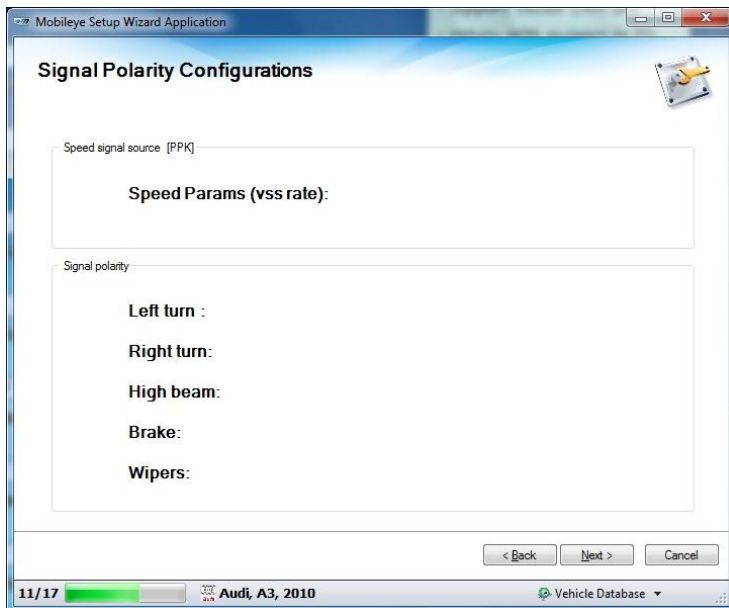 Mobileye Setup Wizard Application
Signal Polarity Configurations
Speed signal source [PPK]
Speed Params (vss rate):
Signal polarity
Left turn :
Right turn:
High beam:
Brake:
Wipers:
< Back Next > Cancel
11/17 Audi, A3, 2010 Vehicle Database